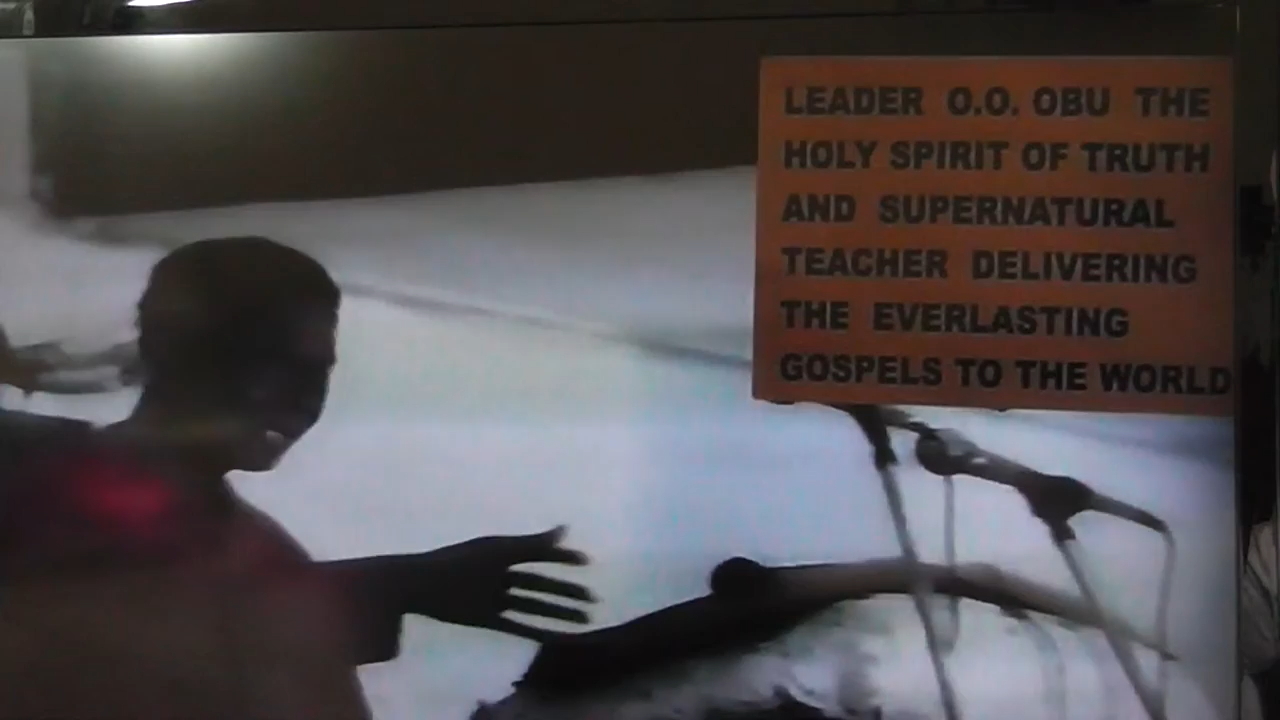 LEADER O.O. OBU THE
HOLY SPIRIT OF TRUTH
AND SUPERNATURAL
TEACHER DELIVERING
THE EVERLASTING
GOSPELS TO THE WORLD